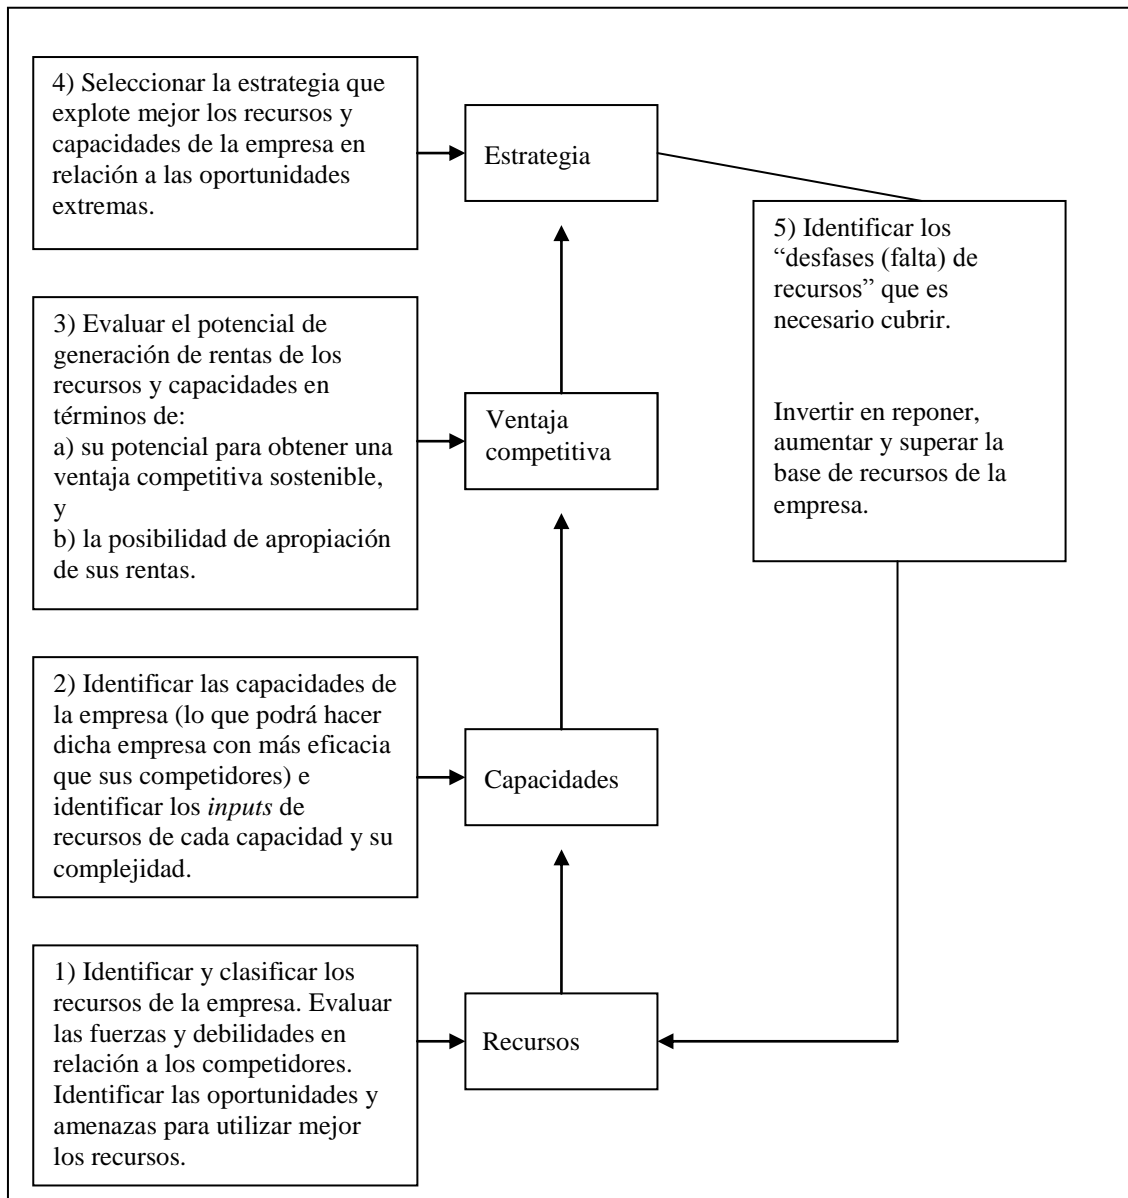 4) Seleccionar la estrategia que
explote mejor los recursos y
capacidades de la empresa en
relación a las oportunidades
extremas.
Estrategia
5) Identificar los
“desfases (falta) de
recursos” que es
necesario cubrir.
Invertir en reponer,
aumentar y superar la
base de recursos de la
empresa.
3) Evaluar el potencial de
generación de rentas de los
recursos y capacidades en
términos de:
a) su potencial para obtener una
ventaja competitiva sostenible,
y
b) la posibilidad de apropiación
de sus rentas.
Ventaja
competitiva
2) Identificar las capacidades de
la empresa (lo que podrá hacer
dicha empresa con más eficacia
que sus competidores) e
identificar los inputs de
recursos de cada capacidad y su
complejidad.
Capacidades
1) Identificar y clasificar los
recursos de la empresa. Evaluar
las fuerzas y debilidades en
relación a los competidores.
Identificar las oportunidades y
amenazas para utilizar mejor
los recursos.
Recursos